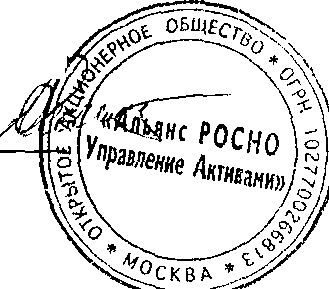 ОТКРЫТОЕ АКЦИОНЕРНОЕ ОБЩЕСТВО * ОГРН 1027700266813 * МОСКВА *
«Альянс РОСНО
Управление Активами»